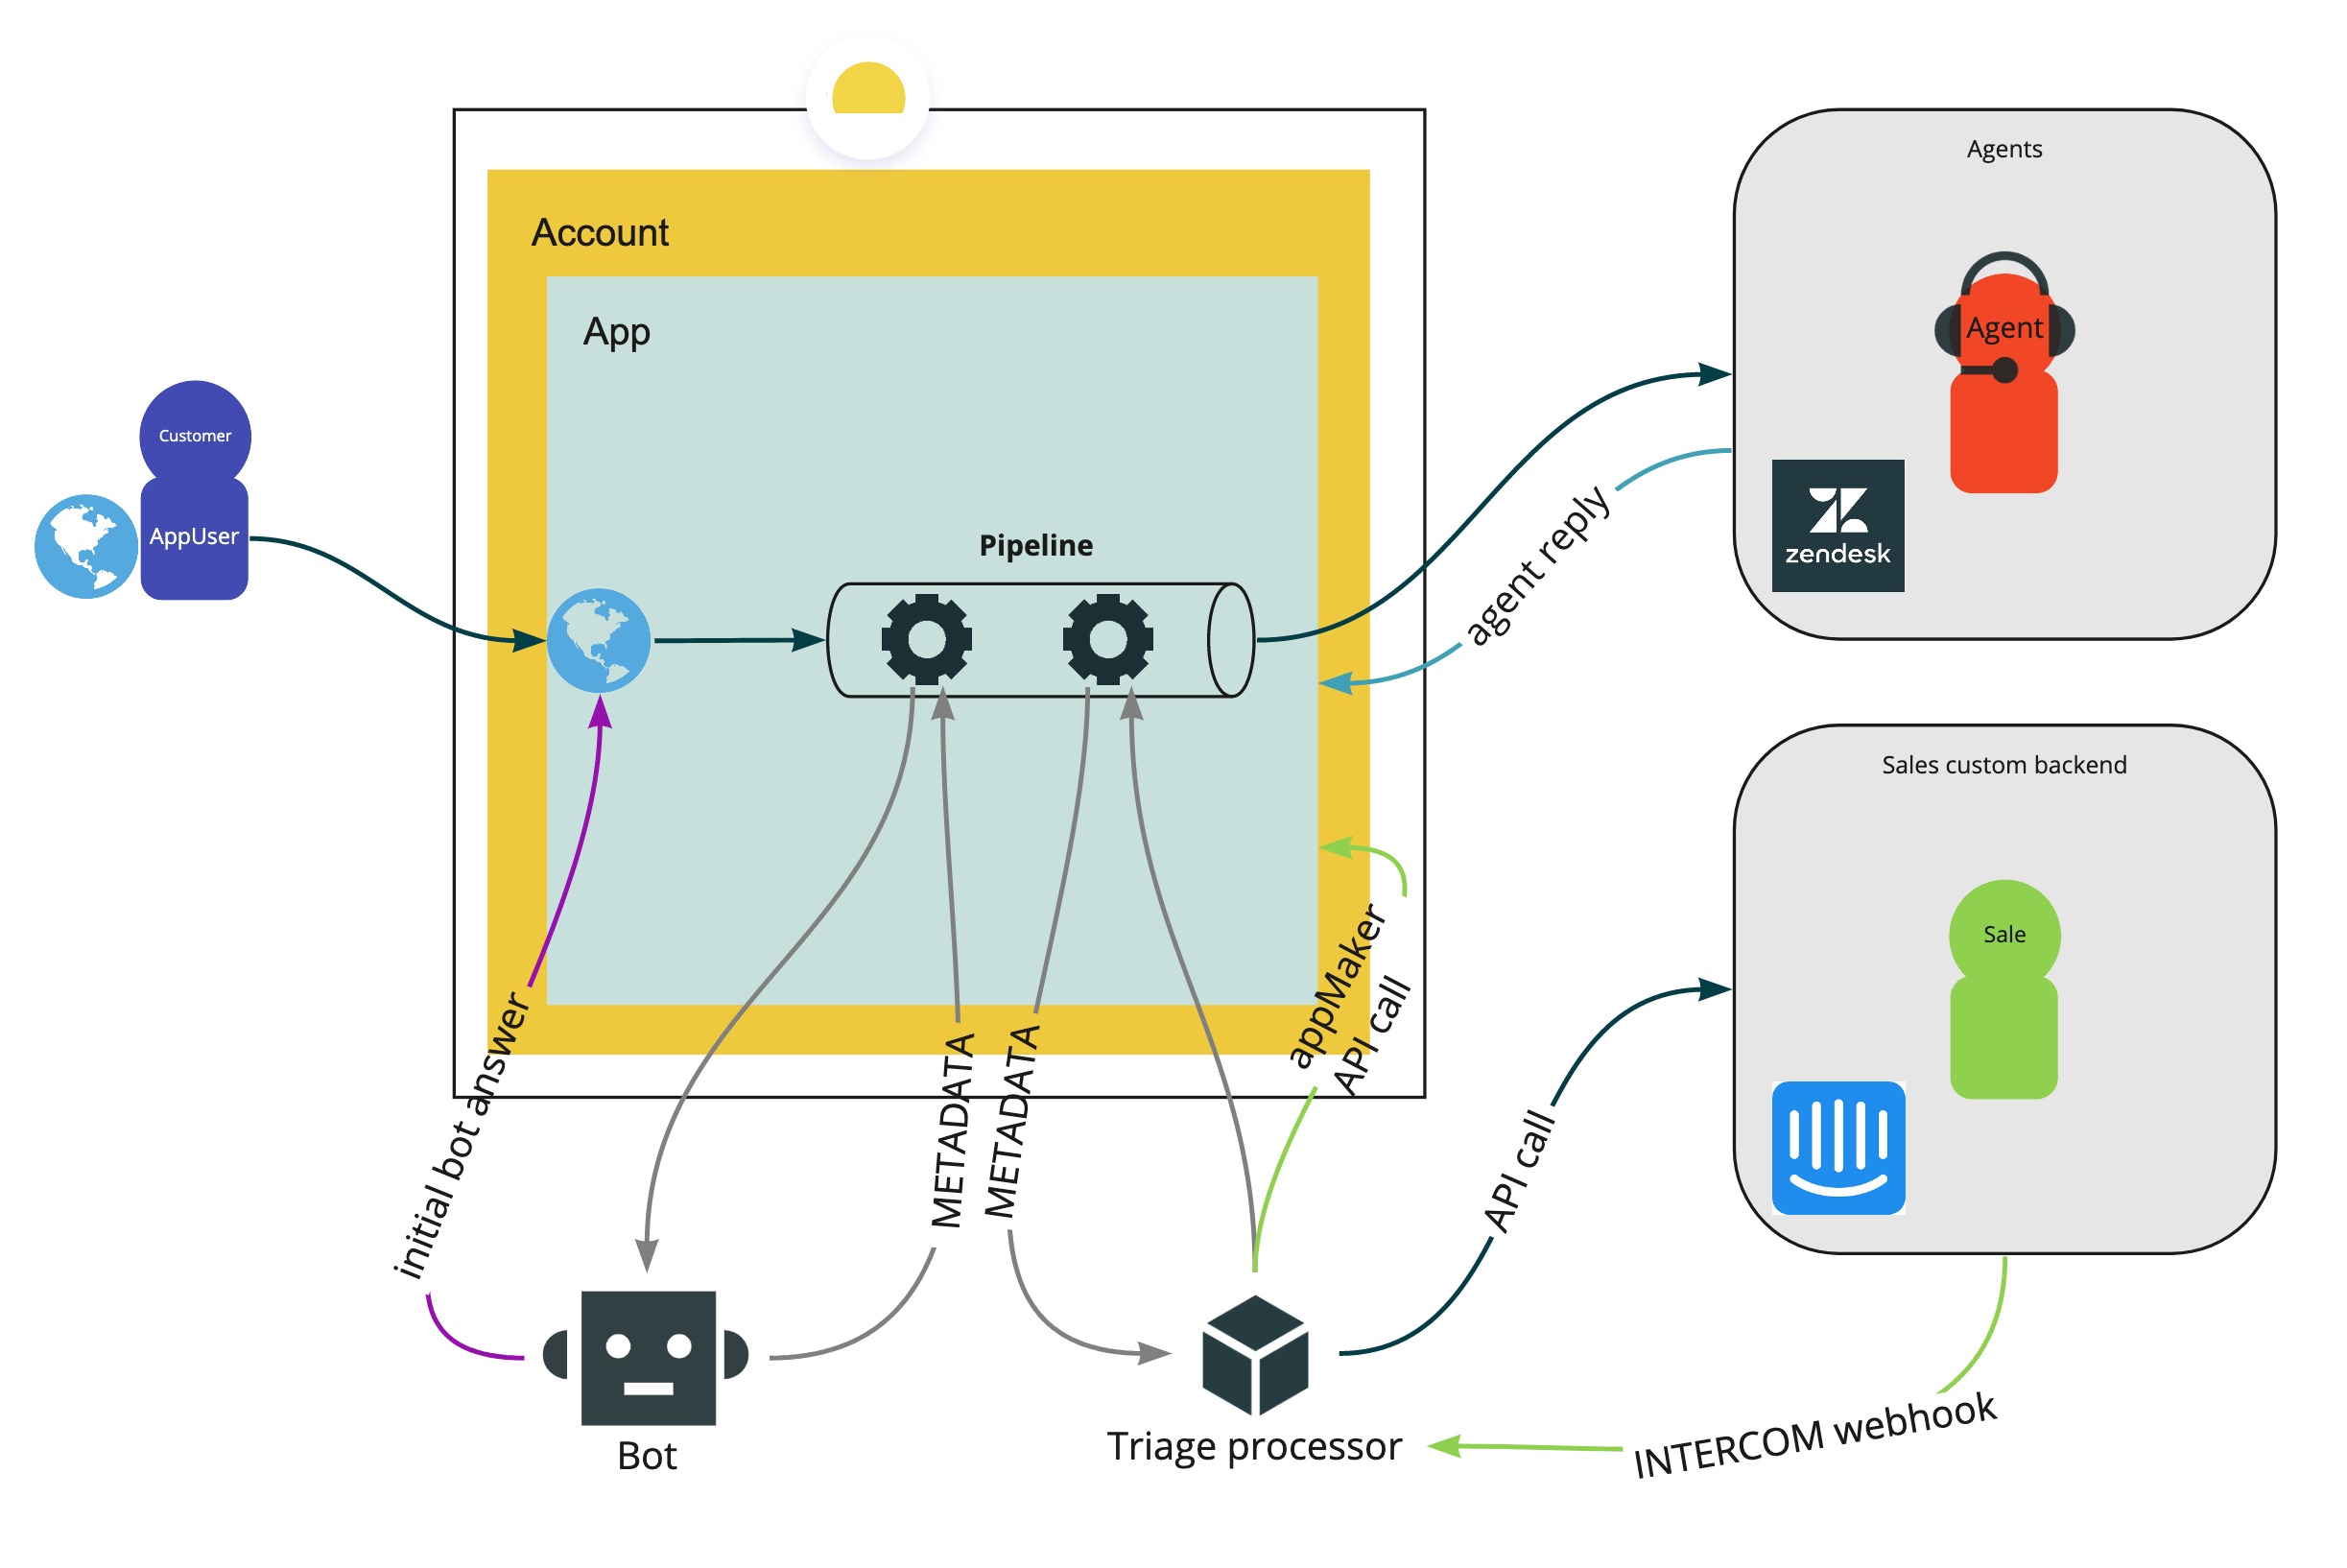 Account
App
Customer
AppUser
Pipeline
Agents
Agent
zendesk
agent reply
Sales custom backend
Sale
appMaker
API call
initial bot answer
METADATA
METADATA
API call
Bot
Triage processor
INTERCOM webhook